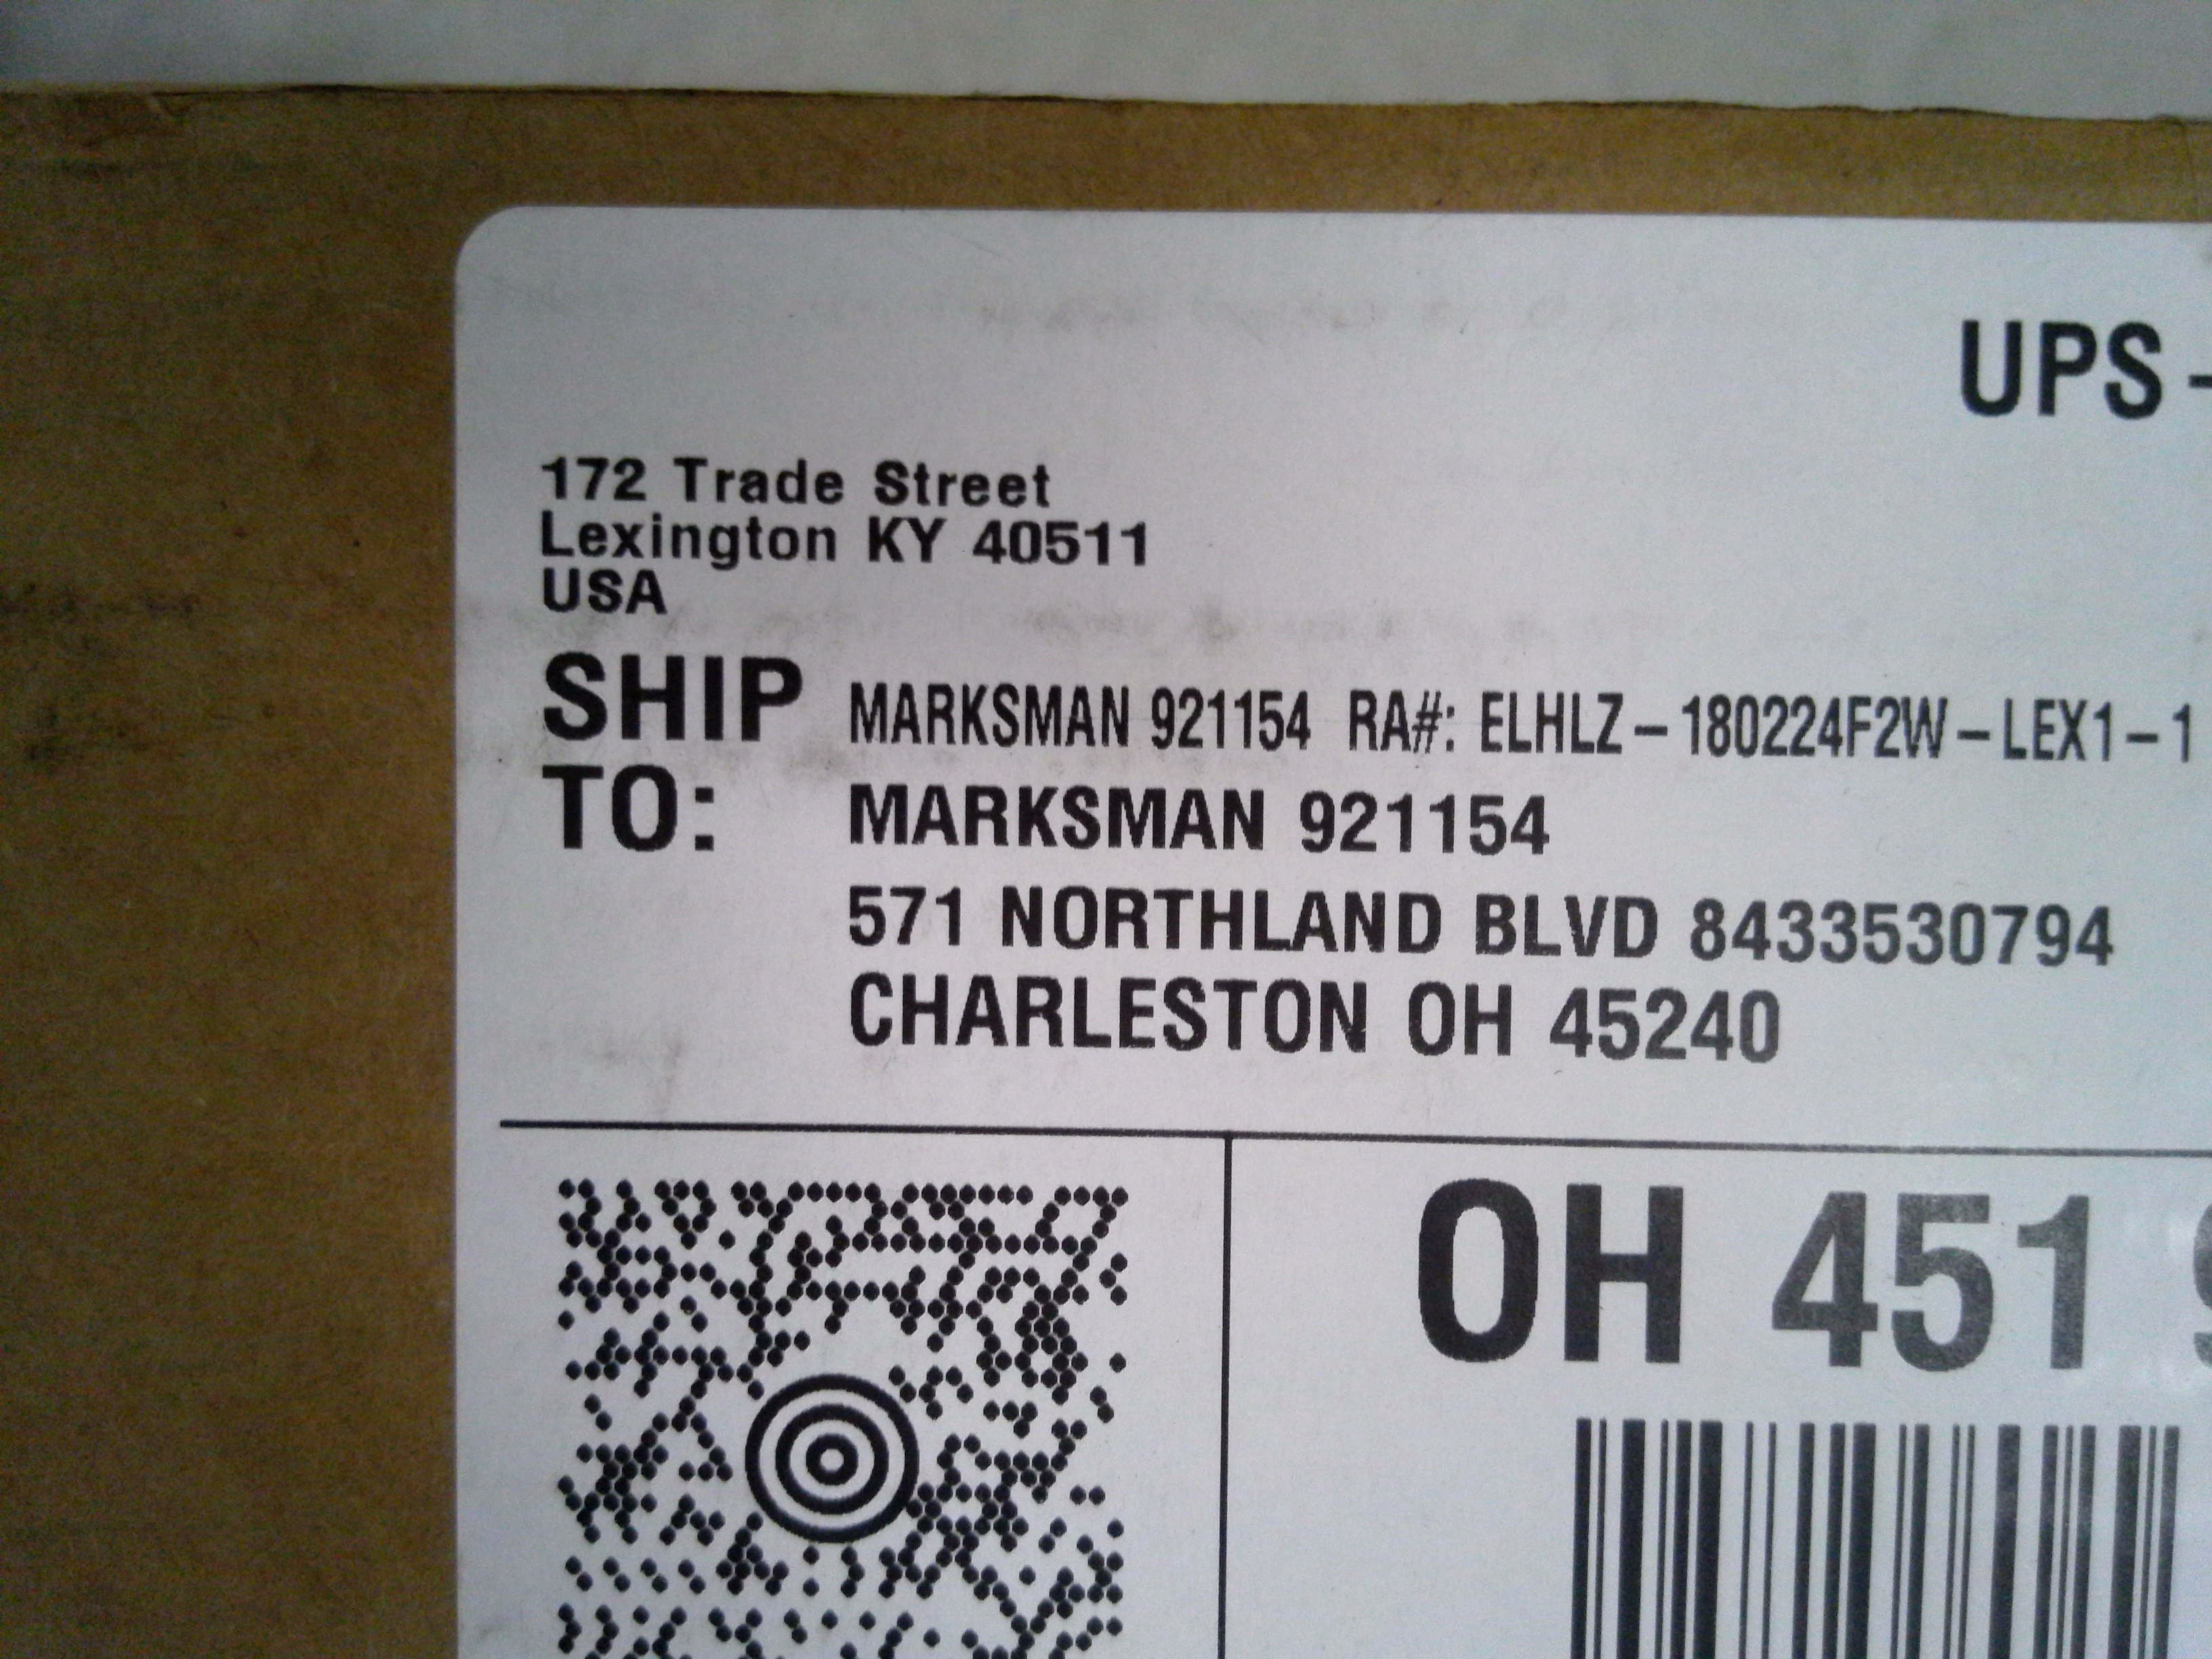 UPS -
172 Trade Street
Lexington KY 40511
USA
SHIP TO:
MARKSMAN 921154 RA#: ELHLZ-180224F2W-LEX1-1
MARKSMAN 921154
571 NORTHLAND BLVD 8433530794
CHARLESTON OH 45240
OH 451